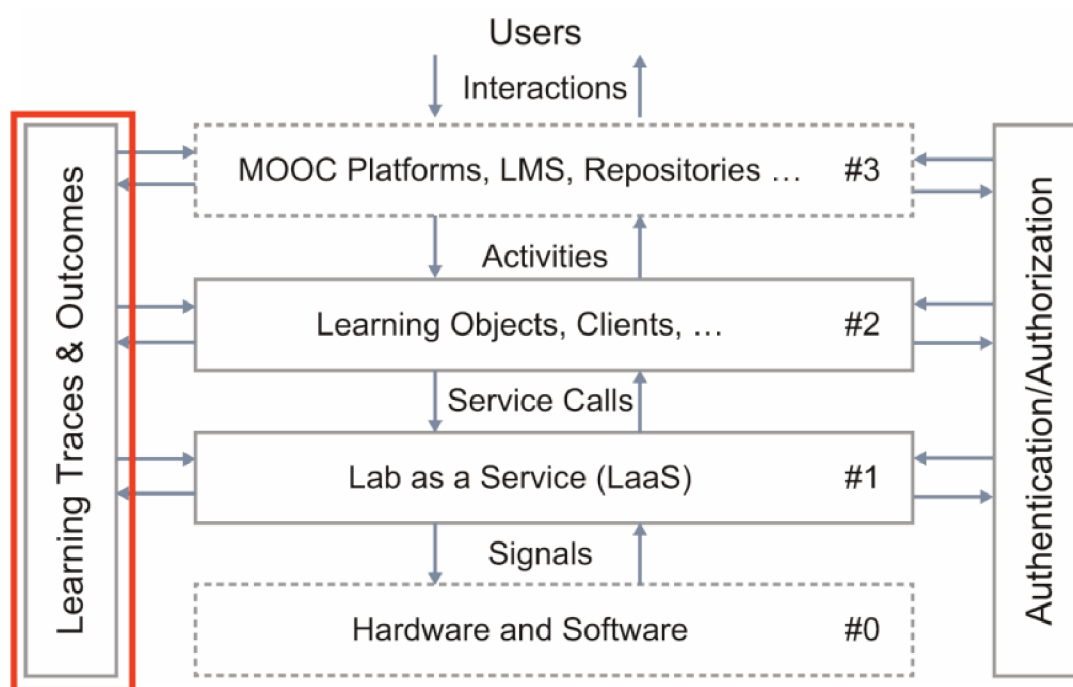 Users
Interactions
Learning Traces & Outcomes
MOOC Platforms, LMS, Repositories … #3
Activities
Learning Objects, Clients, … #2
Service Calls
Lab as a Service (LaaS) #1
Signals
Hardware and Software #0
Authentication/Authorization